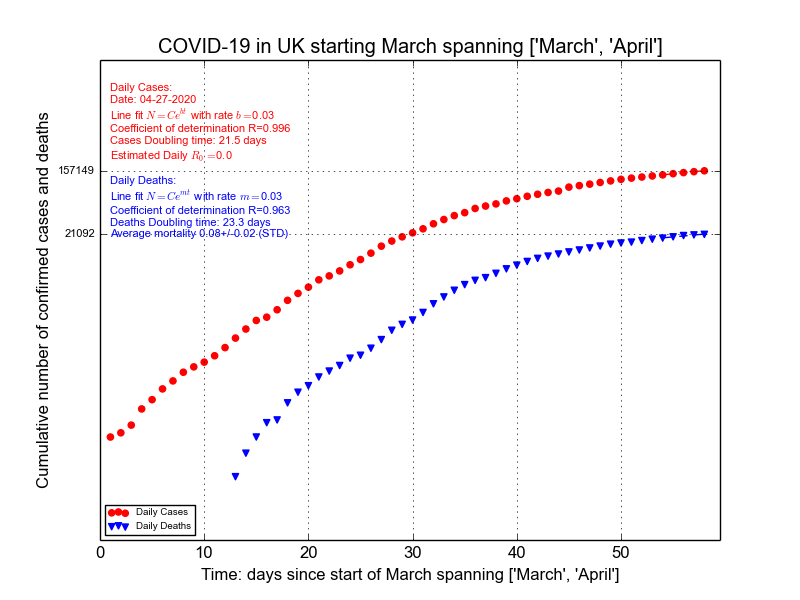 COVID-19 in UK starting March spanning ['March', 'April']
Daily Cases:
Date: 04-27-2020
Line fit N = Ce^{bt} with rate b =0.03
Coefficient of determination R=0.996
Cases Doubling time: 21.5 days
Estimated Daily R_0 =0.0
157149
Daily Deaths:
Line fit N = Ce^{mt} with rate m =0.03
Coefficient of determination R=0.963
Deaths Doubling time: 23.3 days
21092
Average mortality 0.08+/-0.02 (STD)
Cumulative number of confirmed cases and deaths
Daily Cases
Daily Deaths
0 10 20 30 40 50
Time: days since start of March spanning ['March', 'April']